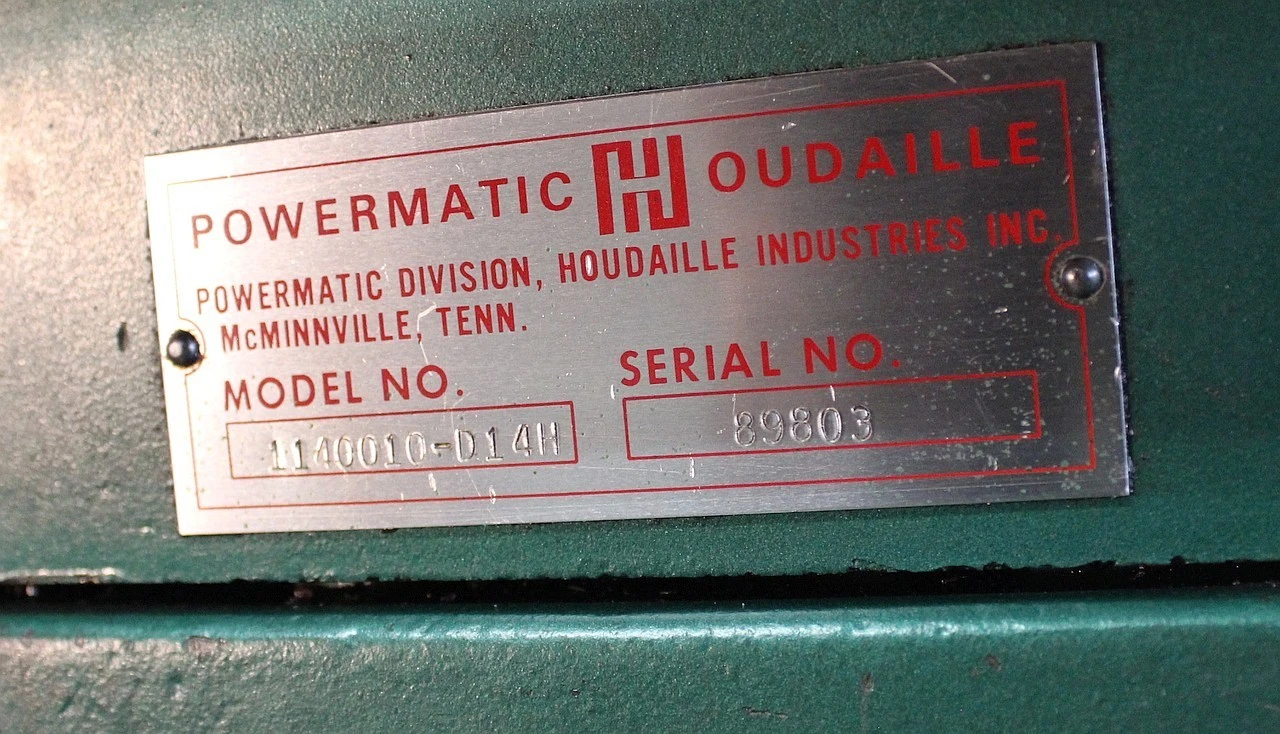 POWERMATIC H HOUDAILLE
POWERMATIC DIVISION, HOUDAILLE INDUSTRIES INC.
McMINNVILLE, TENN.
MODEL NO. SERIAL NO.
1140010-D14H 89803